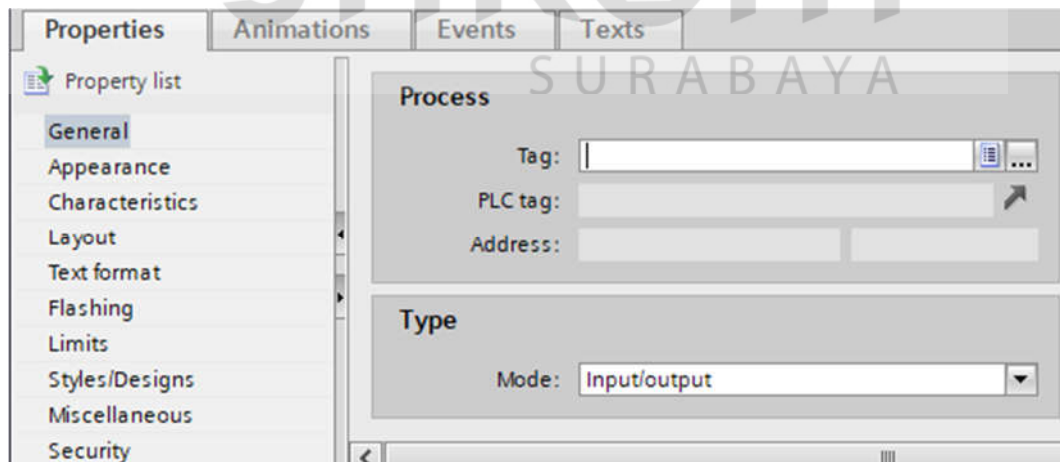 Properties
Animations
Events
Texts
SURABAYA
Property list
General
Appearance
Characteristics
Layout
Text format
Flashing
Limits
Styles/Designs
Miscellaneous
Security
Process
Tag:
...
PLC tag:
Address:
Type
Mode: Input/output